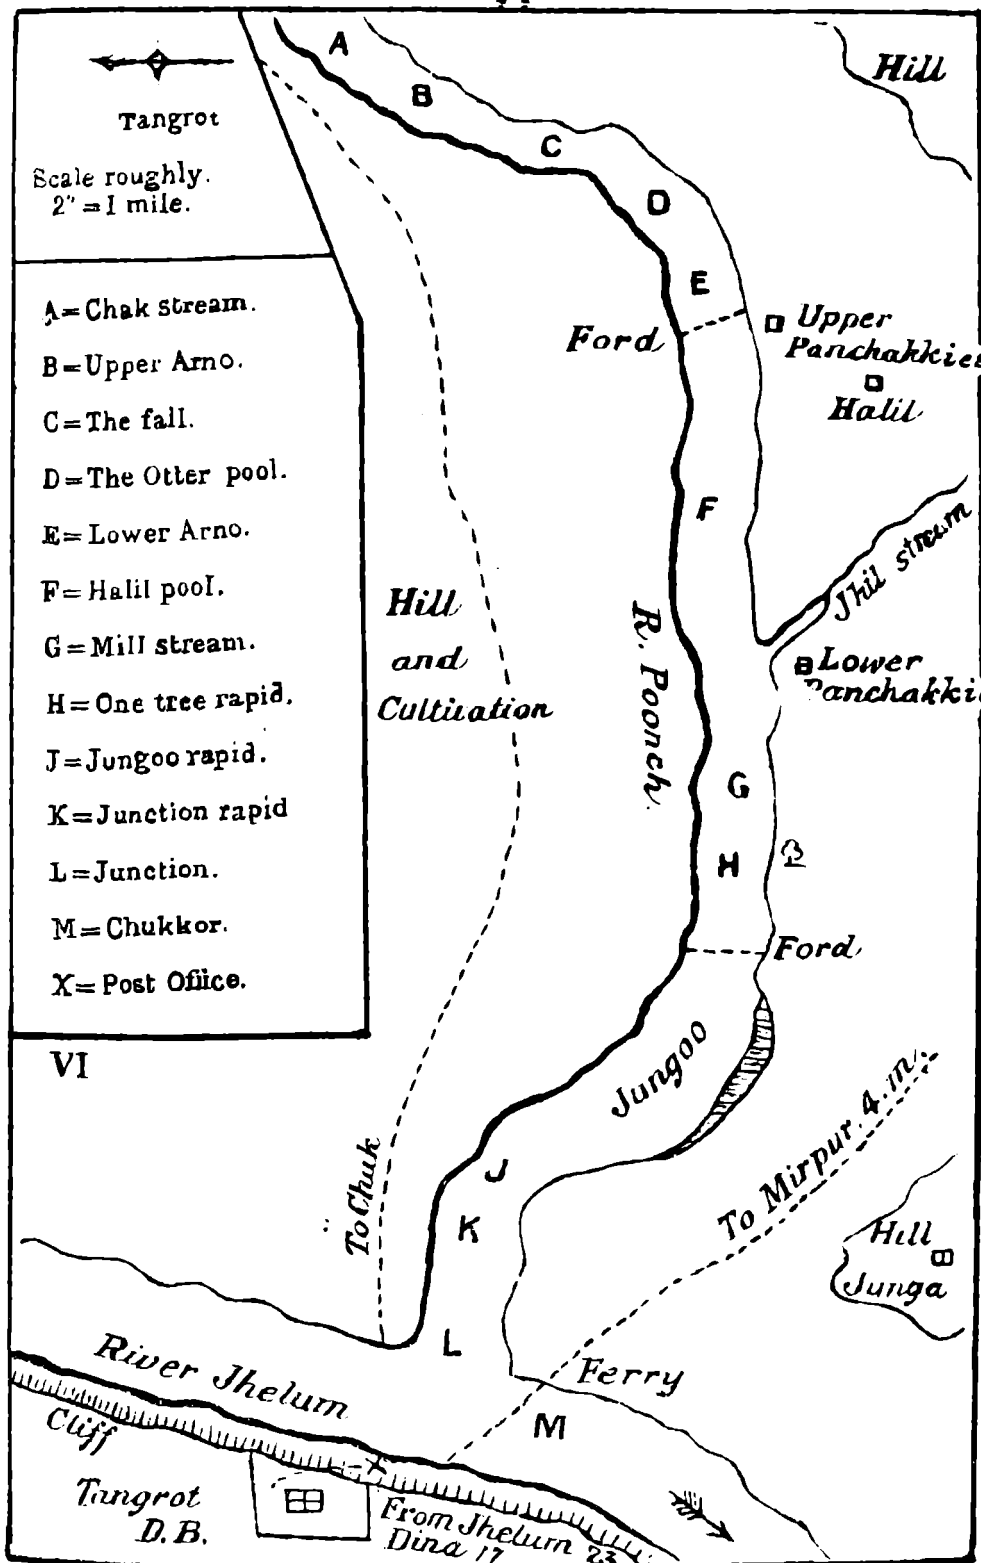 Tangrot
Scale roughly.
2" = 1 mile.
A = Chak stream.
B = Upper Arno.
C = The fall.
D = The Otter pool.
E = Lower Arno.
F = Halil pool.
G = Mill stream.
H = One tree rapid.
J = Jungoo rapid.
K = Junction rapid
L = Junction.
M = Chukkor.
X = Post Office.
VI
A
B
C
D
E
F
G
H
J
K
L
M
Hill
Ford
Upper
Panchakkies
Halil
Jhil stream
Lower
Panchakki
Hill
and
Cultivation
R. Poonch.
Ford
Jungoo
To Mirpur. 4. m.
To Chuk
Hill
Junga
Ferry
River Jhelum
Cliff
X
Tangrot
D.B.
From Jhelum 23
Dina 17